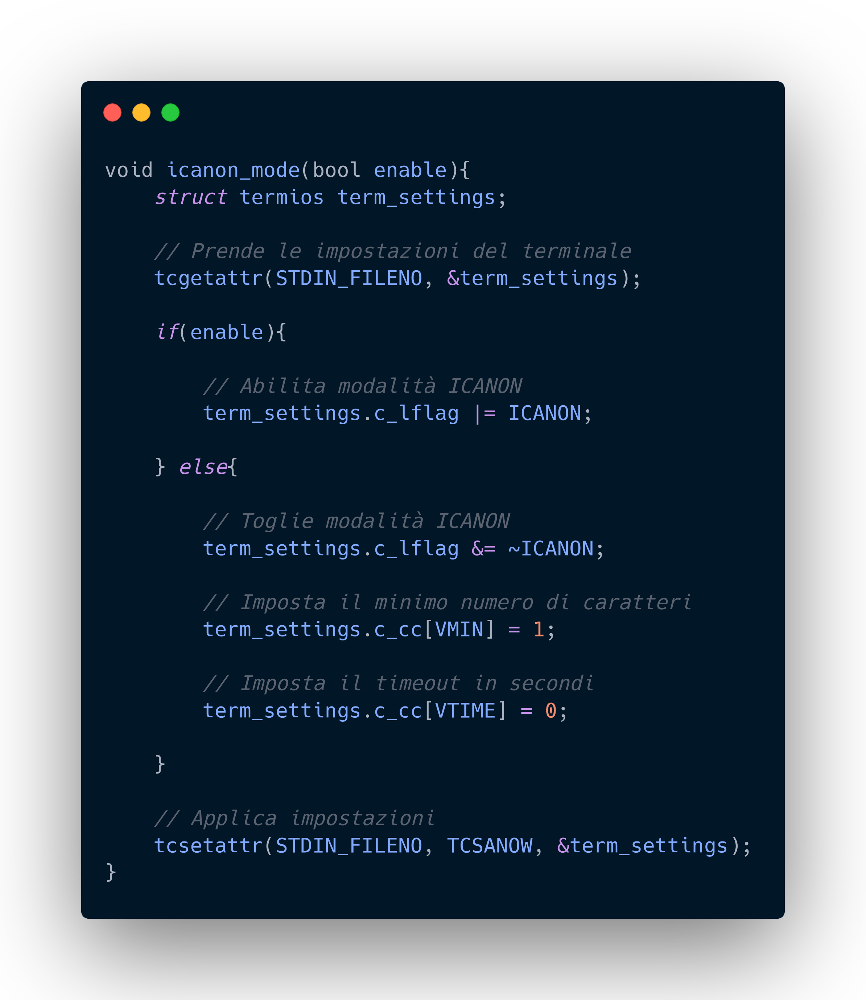 void icanon_mode(bool enable){
    struct termios term_settings;

    // Prende le impostazioni del terminale
    tcgetattr(STDIN_FILENO, &term_settings);

    if(enable){

        // Abilita modalità ICANON
        term_settings.c_lflag |= ICANON;

    } else{

        // Toglie modalità ICANON
        term_settings.c_lflag &= ~ICANON;

        // Imposta il minimo numero di caratteri
        term_settings.c_cc[VMIN] = 1;

        // Imposta il timeout in secondi
        term_settings.c_cc[VTIME] = 0;

    }

    // Applica impostazioni
    tcsetattr(STDIN_FILENO, TCSANOW, &term_settings);
}